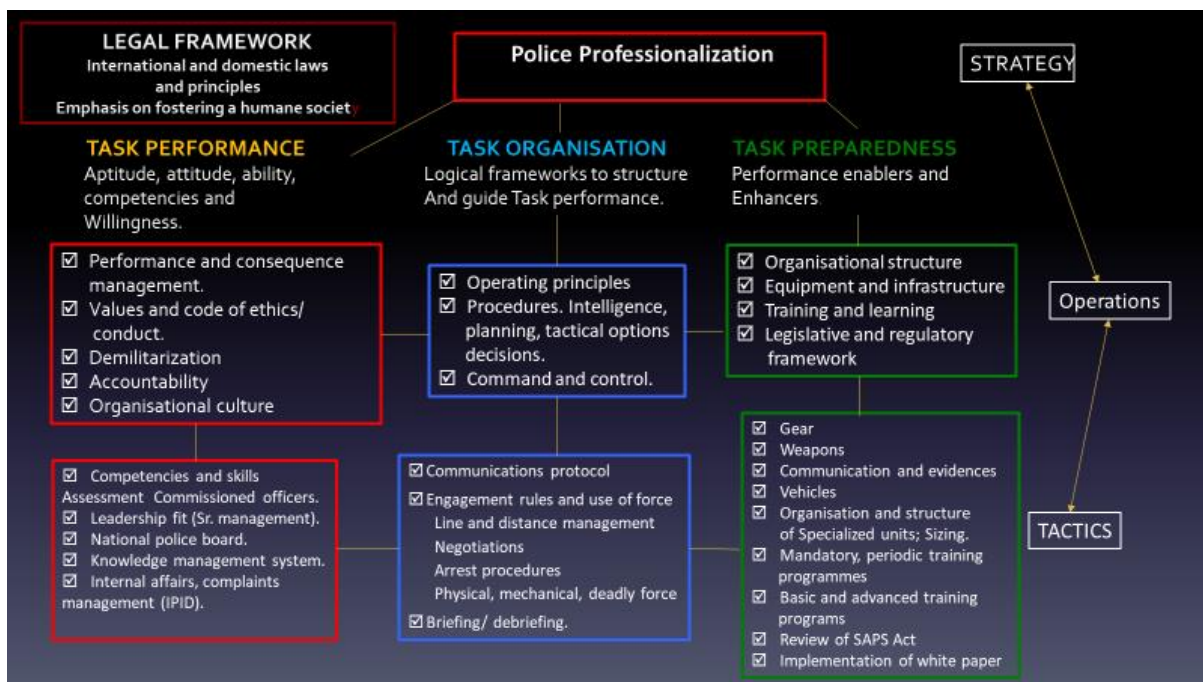 LEGAL FRAMEWORK
International and domestic laws
and principles
Emphasis on fostering a humane society
Police Professionalization
STRATEGY
TASK PERFORMANCE
Aptitude, attitude, ability,
competencies and
Willingness.
TASK ORGANISATION
Logical frameworks to structure
And guide Task performance.
TASK PREPAREDNESS
Performance enablers and
Enhancers
☑ Performance and consequence
management.
☑ Values and code of ethics/
conduct.
☑ Demilitarization
☑ Accountability
☑ Organisational culture
☑ Operating principles
☑ Procedures. Intelligence,
planning, tactical options
decisions.
☑ Command and control.
☑ Organisational structure
☑ Equipment and infrastructure
☑ Training and learning
☑ Legislative and regulatory
framework
Operations
☑ Competencies and skills
Assessment Commissioned officers.
☑ Leadership fit (Sr. management).
☑ National police board.
☑ Knowledge management system.
☑ Internal affairs, complaints
management (IPID).
☑ Communications protocol
☑ Engagement rules and use of force
Line and distance management
Negotiations
Arrest procedures
Physical, mechanical, deadly force
☑ Briefing/ debriefing.
☑ Gear
☑ Weapons
☑ Communication and evidences
☑ Vehicles
☑ Organisation and structure
of Specialized units; Sizing.
☑ Mandatory, periodic training
programmes
☑ Basic and advanced training
programs
☑ Review of SAPS Act
☑ Implementation of white paper
TACTICS